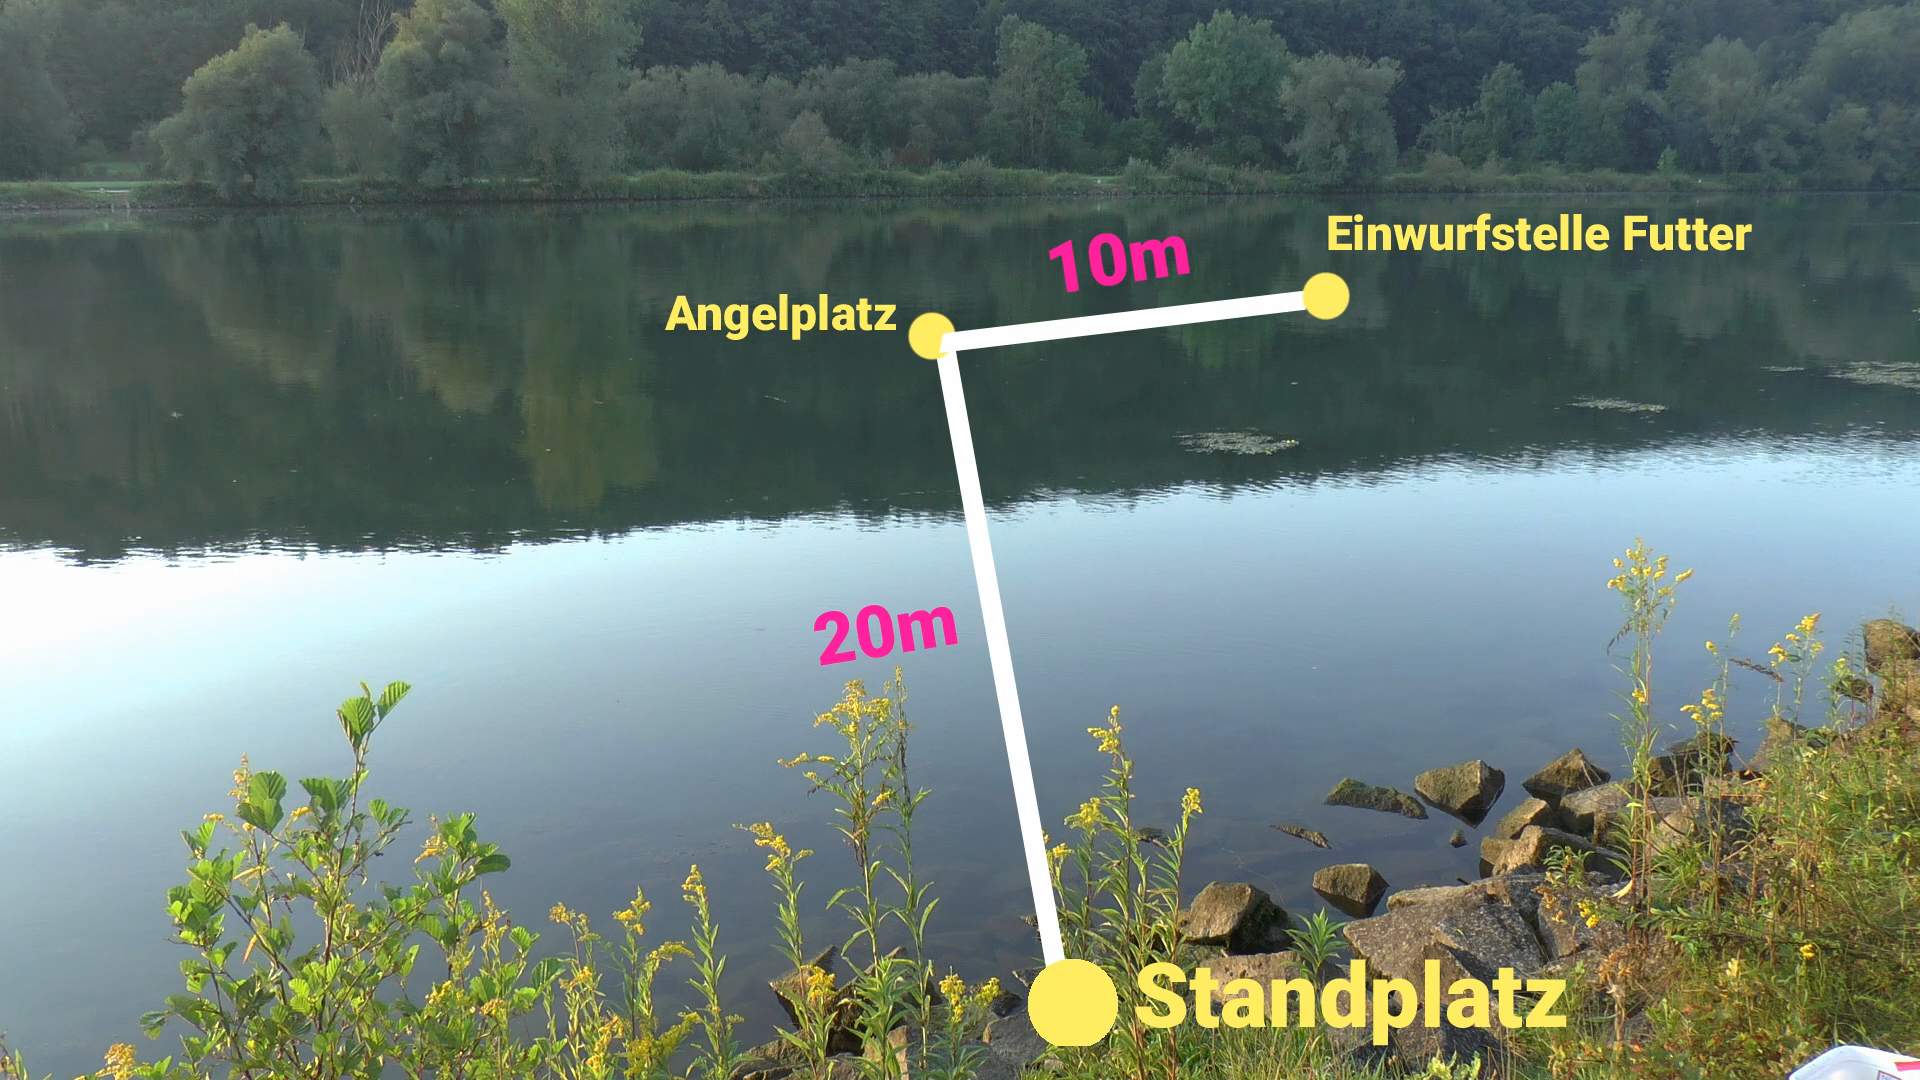 Einwurfstelle Futter
10m
Angelplatz
20m
Standplatz